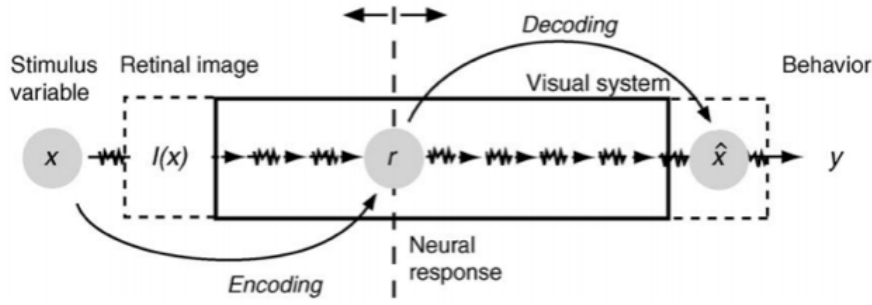 Decoding
Stimulus
variable
Retinal image
Visual system
Behavior
x
I(x)
r
x̂
y
Neural
response
Encoding